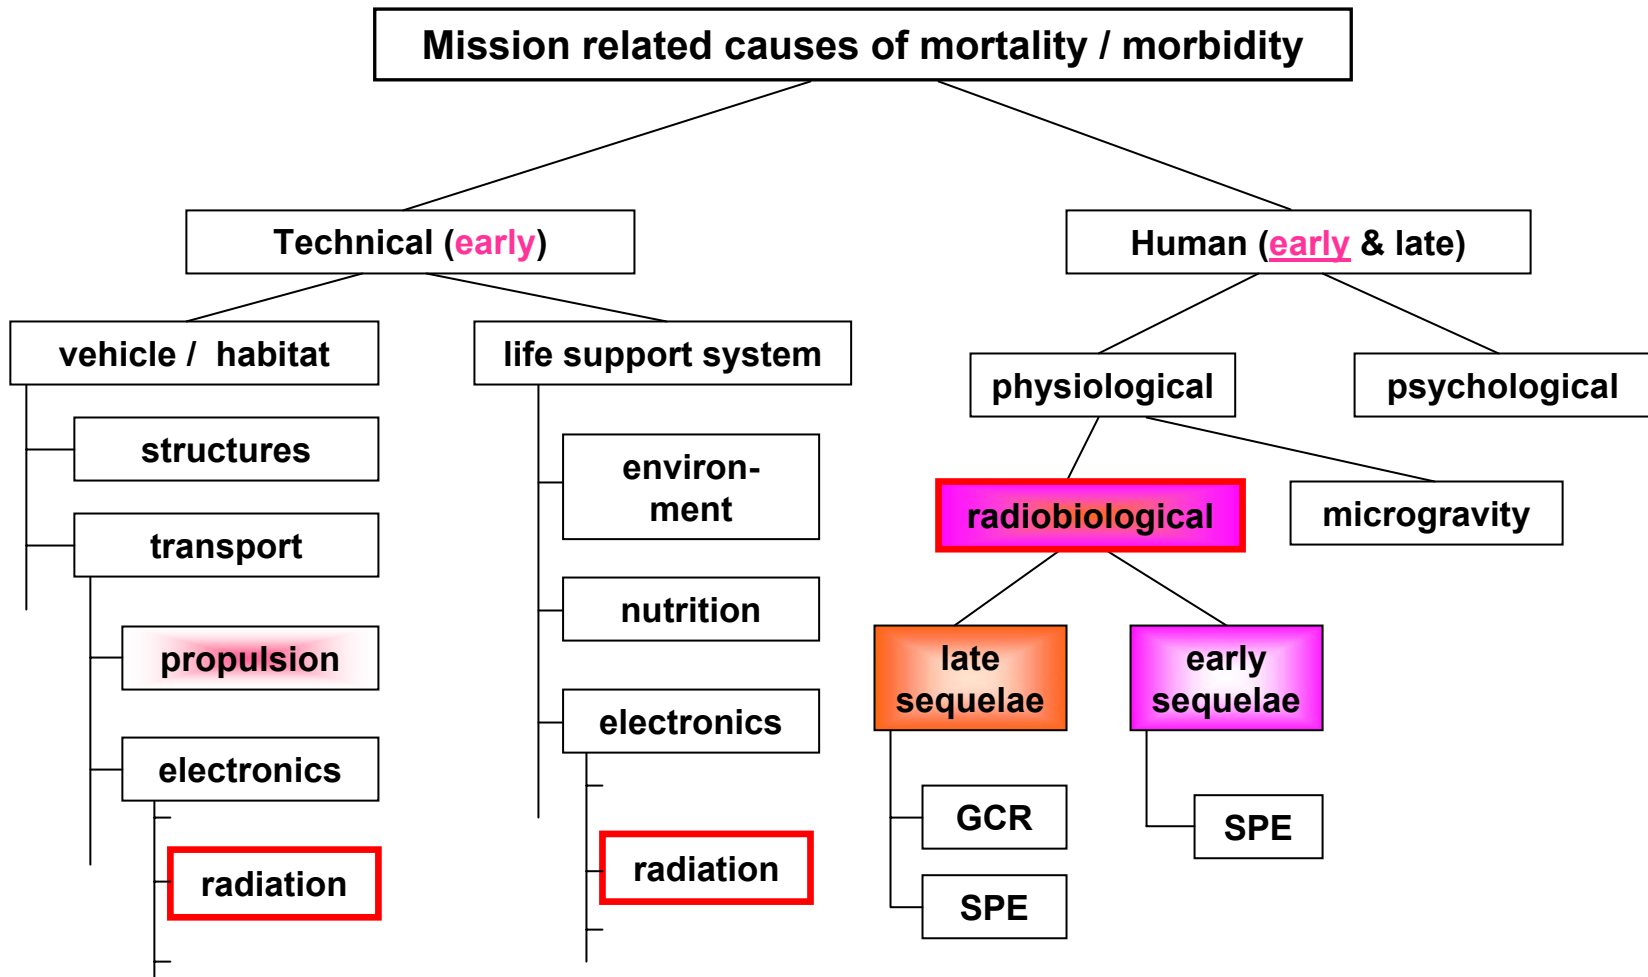 Mission related causes of mortality / morbidity
Technical (early)
Human (early & late)
vehicle / habitat
life support system
physiological
psychological
structures
transport
propulsion
electronics
radiation
environ-
ment
nutrition
electronics
radiation
radiobiological
microgravity
late
sequelae
early
sequelae
GCR
SPE
SPE